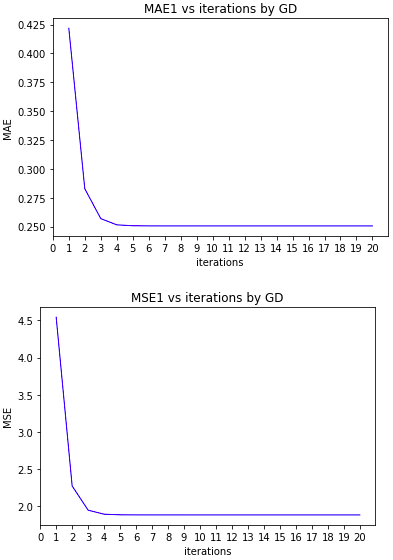 MAE1 vs iterations by GD
0.425
0.400
0.375
0.350
0.325
0.300
0.275
0.250
MAE
0 1 2 3 4 5 6 7 8 9 10 11 12 13 14 15 16 17 18 19 20
iterations
MSE1 vs iterations by GD
4.5
4.0
3.5
3.0
2.5
2.0
MSE
0 1 2 3 4 5 6 7 8 9 10 11 12 13 14 15 16 17 18 19 20
iterations